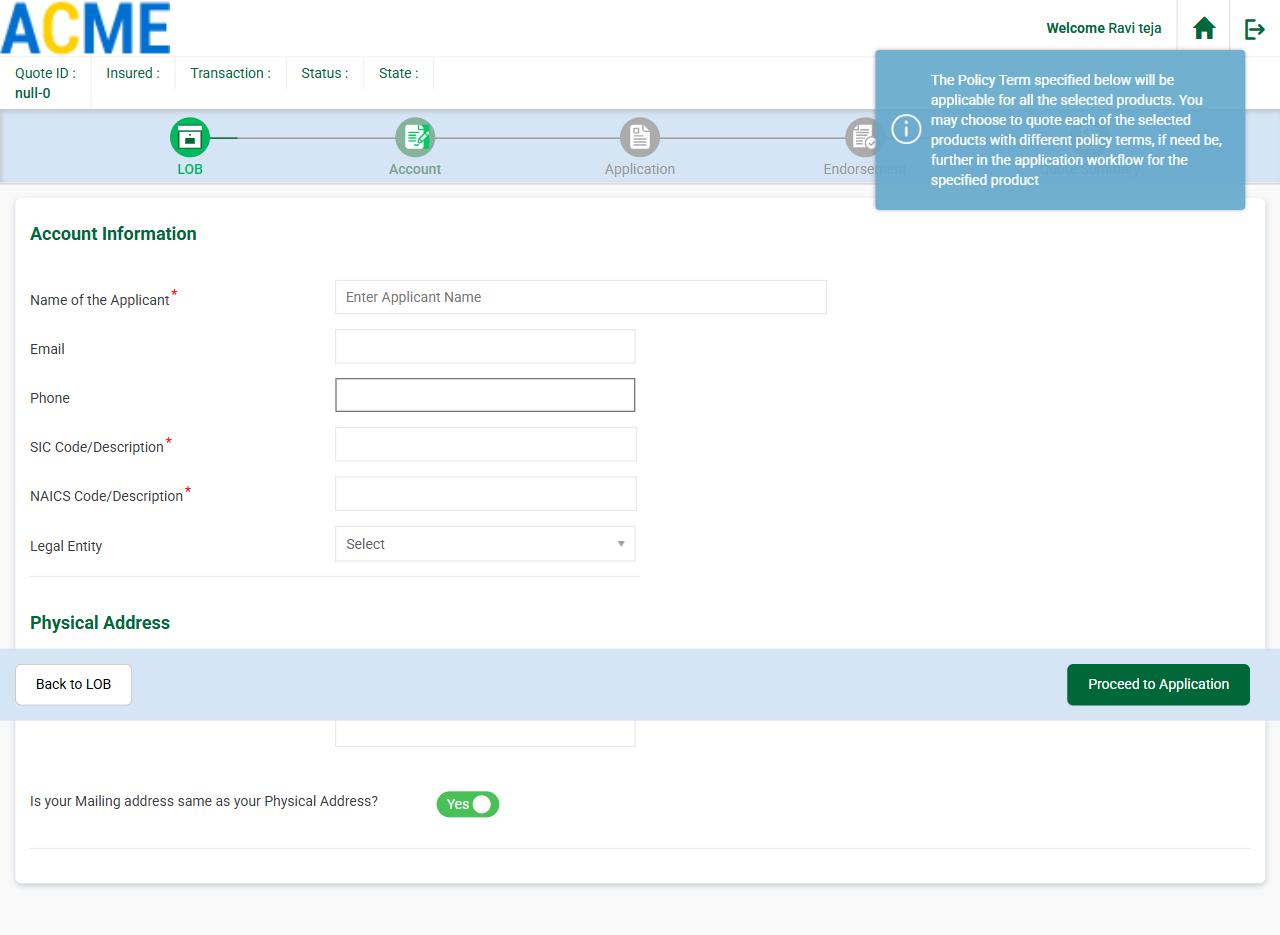 ACME
Welcome Ravi teja
Quote ID :
null-0
Insured :
Transaction :
Status :
State :
The Policy Term specified below will be
applicable for all the selected products. You
may choose to quote each of the selected
products with different policy terms, if need be,
further in the application workflow for the
specified product
LOB
Account
Application
Endorsement
Quote Summary
Account Information
Name of the Applicant*
Enter Applicant Name
Email
Phone
SIC Code/Description*
NAICS Code/Description*
Legal Entity
Select
Physical Address
Back to LOB
Proceed to Application
Is your Mailing address same as your Physical Address?
Yes